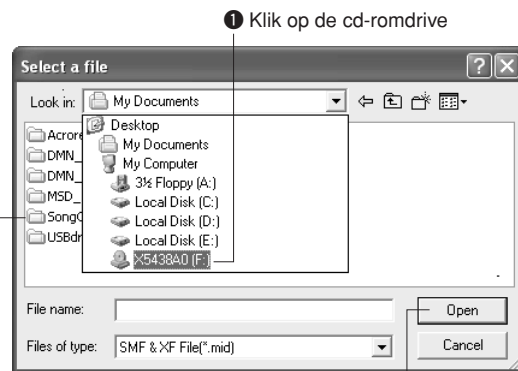 ❶ Klik op de cd-romdrive
Select a file
Look in: My Documents
Desktop
My Documents
My Computer
3½ Floppy (A:)
Local Disk (C:)
Local Disk (D:)
Local Disk (E:)
X5438A0 (F:)
Acrore
DMN_
DMN_
MSD_
SongC
USBdr
File name:
Open
Files of type: SMF & XF File(*.mid)
Cancel